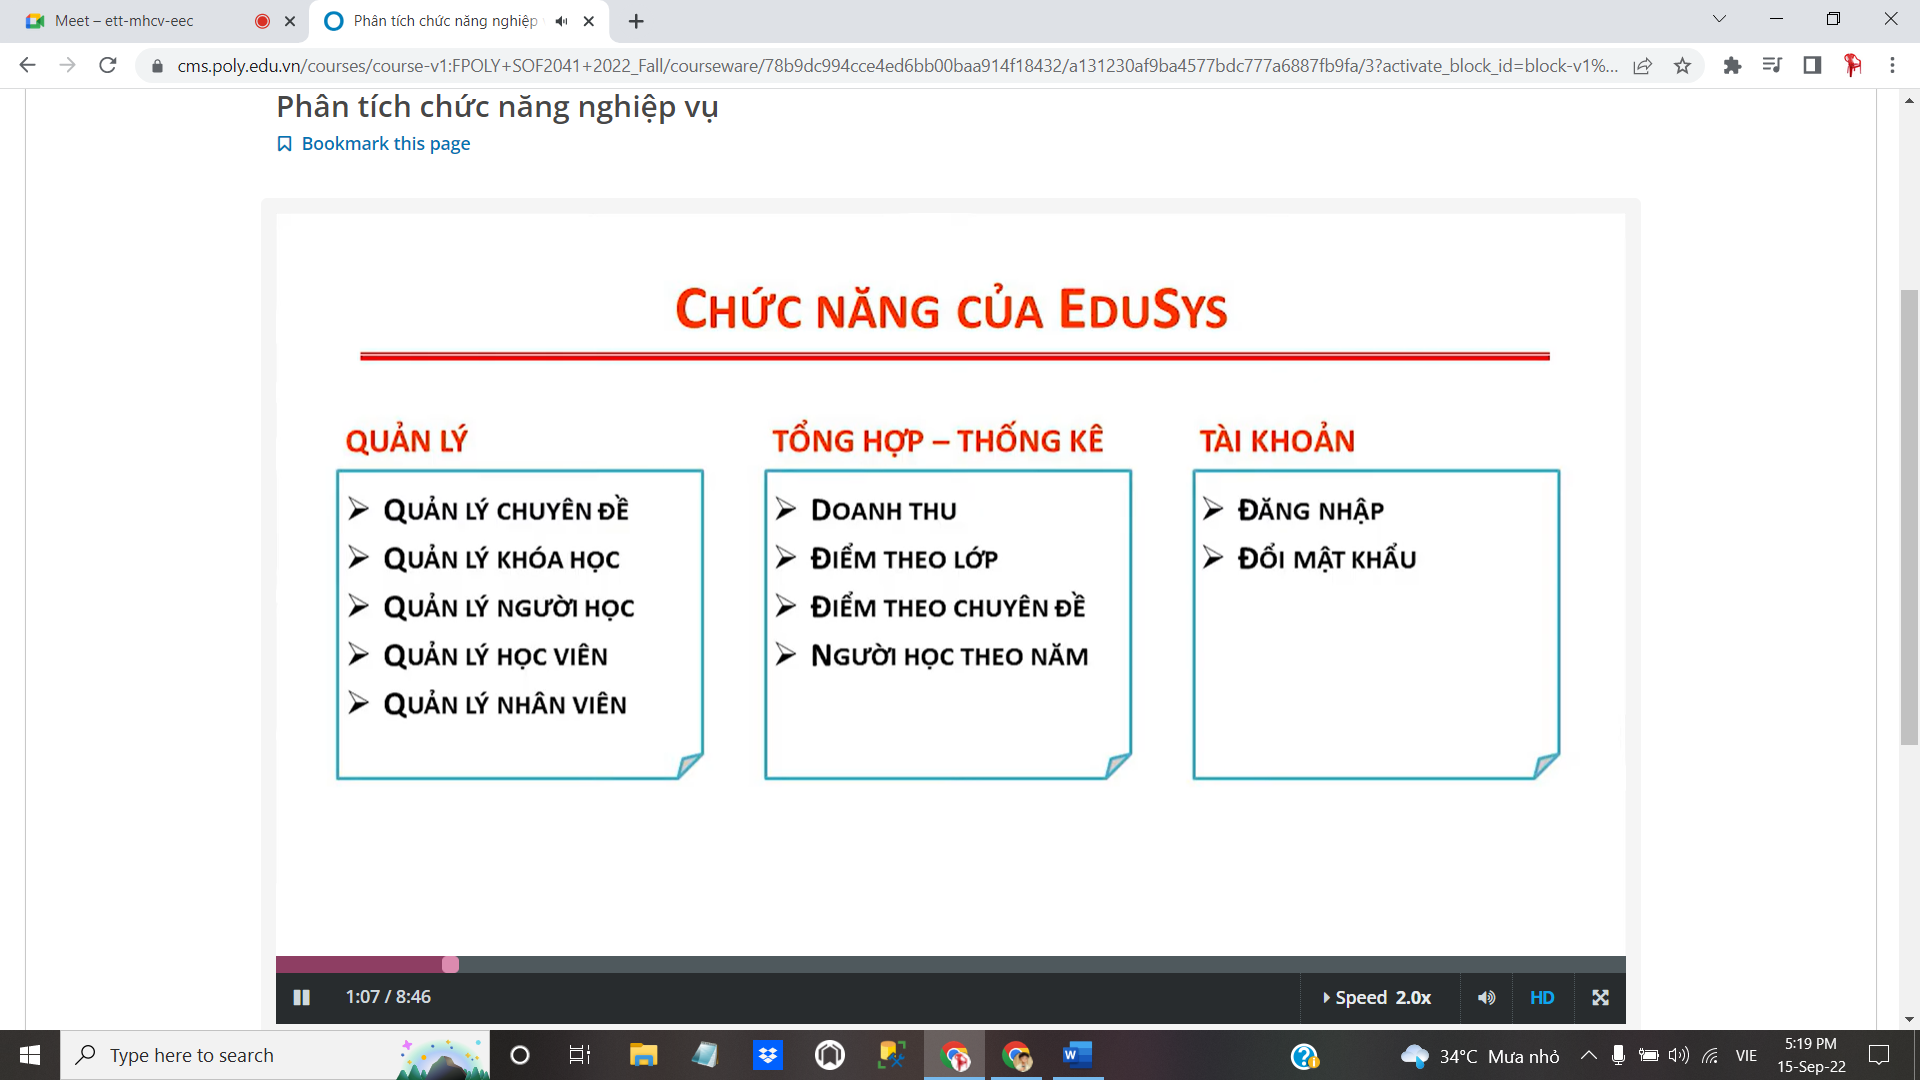 Meet – ett-mhcv-eec
Phân tích chức năng nghiệp v
cms.poly.edu.vn/courses/course-v1:FPOLY+SOF2041+2022_Fall/courseware/78b9dc994cce4ed6bb00baa914f18432/a131230af9ba4577bdc777a6887fb9fa/3?activate_block_id=block-v1%...
Phân tích chức năng nghiệp vụ
Bookmark this page
CHỨC NĂNG CỦA EDUSYS
QUẢN LÝ
QUẢN LÝ CHUYÊN ĐỀ
QUẢN LÝ KHÓA HỌC
QUẢN LÝ NGƯỜI HỌC
QUẢN LÝ HỌC VIÊN
QUẢN LÝ NHÂN VIÊN
TỔNG HỢP – THỐNG KÊ
DOANH THU
ĐIỂM THEO LỚP
ĐIỂM THEO CHUYÊN ĐỀ
NGƯỜI HỌC THEO NĂM
TÀI KHOẢN
ĐĂNG NHẬP
ĐỔI MẬT KHẨU
1:07 / 8:46
Speed 2.0x
HD
Type here to search
34°C Mưa nhỏ
VIE
5:19 PM
15-Sep-22